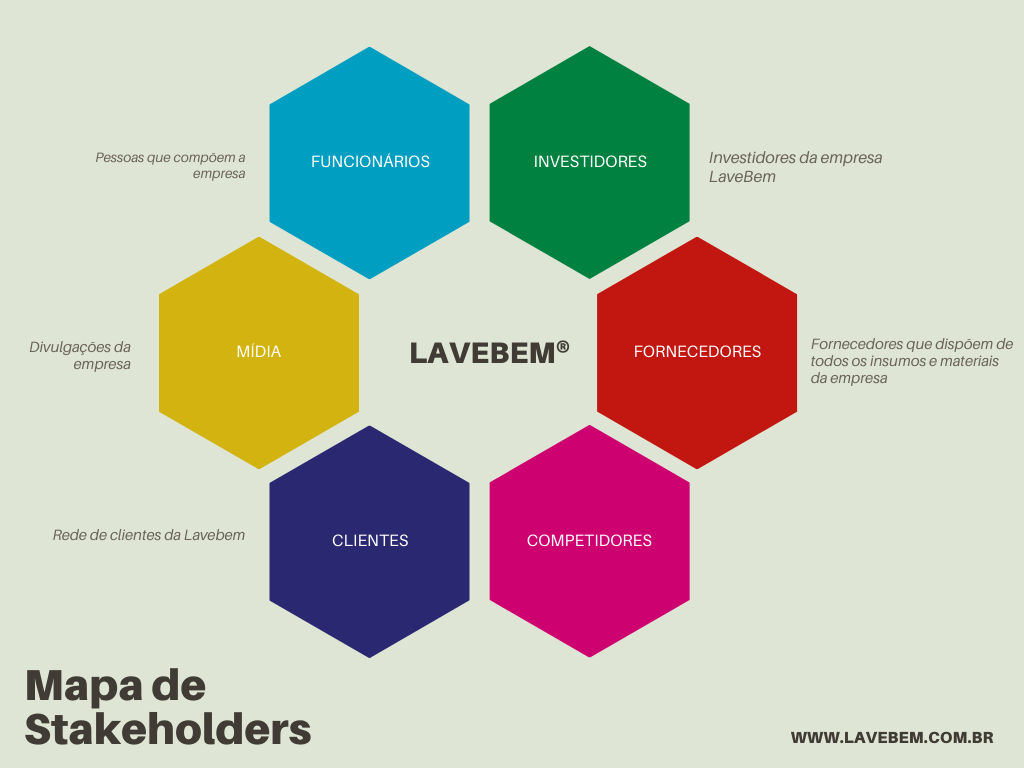 FUNCIONÁRIOS
INVESTIDORES
Pessoas que compõem a
empresa
Investidores da empresa
LaveBem
MÍDIA
LAVEBEM®
FORNECEDORES
Divulgações da
empresa
Fornecedores que dispõem de
todos os insumos e materiais
da empresa
Rede de clientes da Lavebem
CLIENTES
COMPETIDORES
Mapa de
Stakeholders
WWW.LAVEBEM.COM.BR